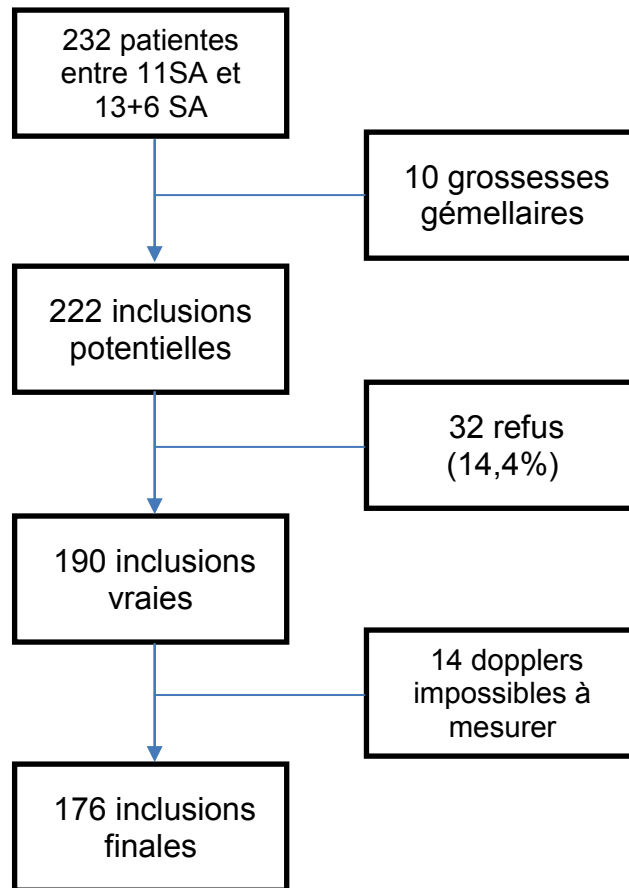 232 patientes
entre 11SA et
13+6 SA
10 grossesses
gémellaires
222 inclusions
potentielles
32 refus
(14,4%)
190 inclusions
vraies
14 dopplers
impossibles à
mesurer
176 inclusions
finales